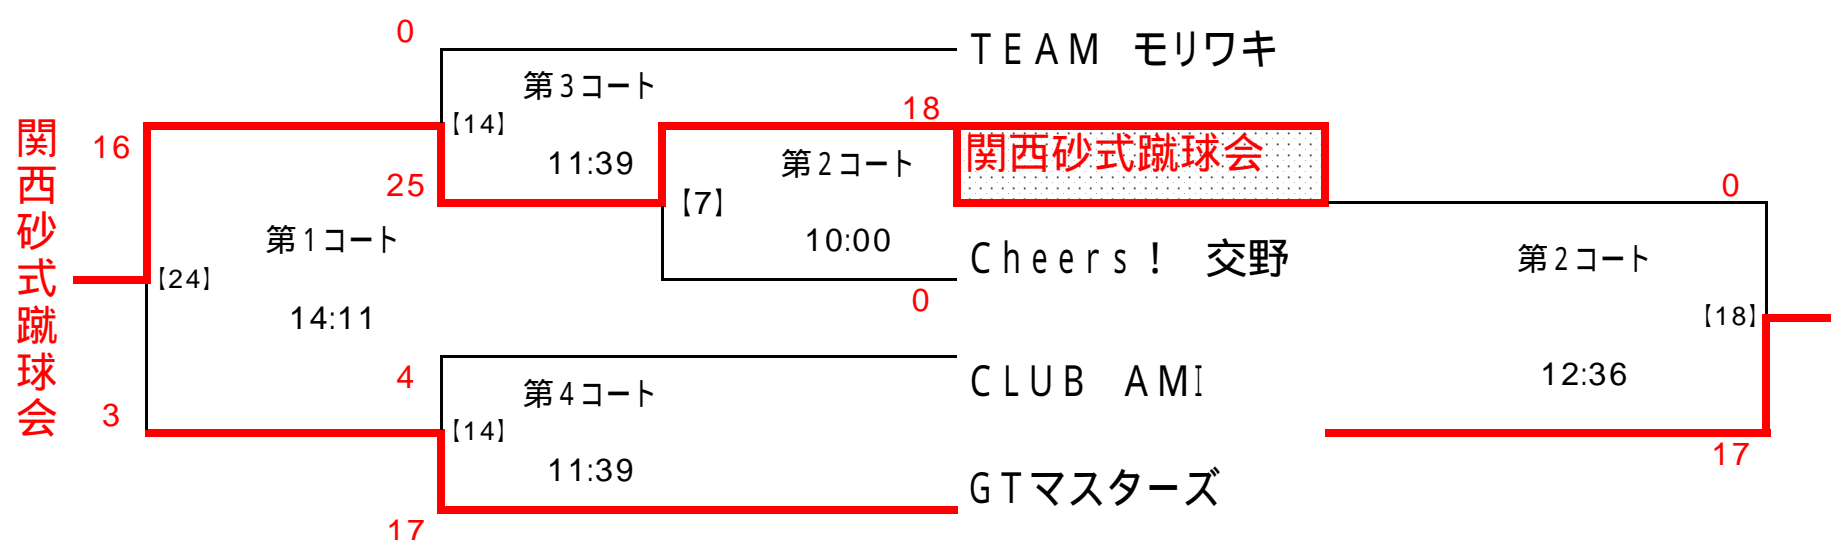 0
TEAM モリワキ
第3コート
18
関西砂式蹴球会
16
【14】
関西砂式蹴球会
11:39
第2コート
25
【7】
0
第1コート
10:00
Cheers! 交野
第2コート
【24】
0
14:11
【18】
4
第4コート
CLUB AMI
12:36
3
【14】
17
11:39
GTマスターズ
17